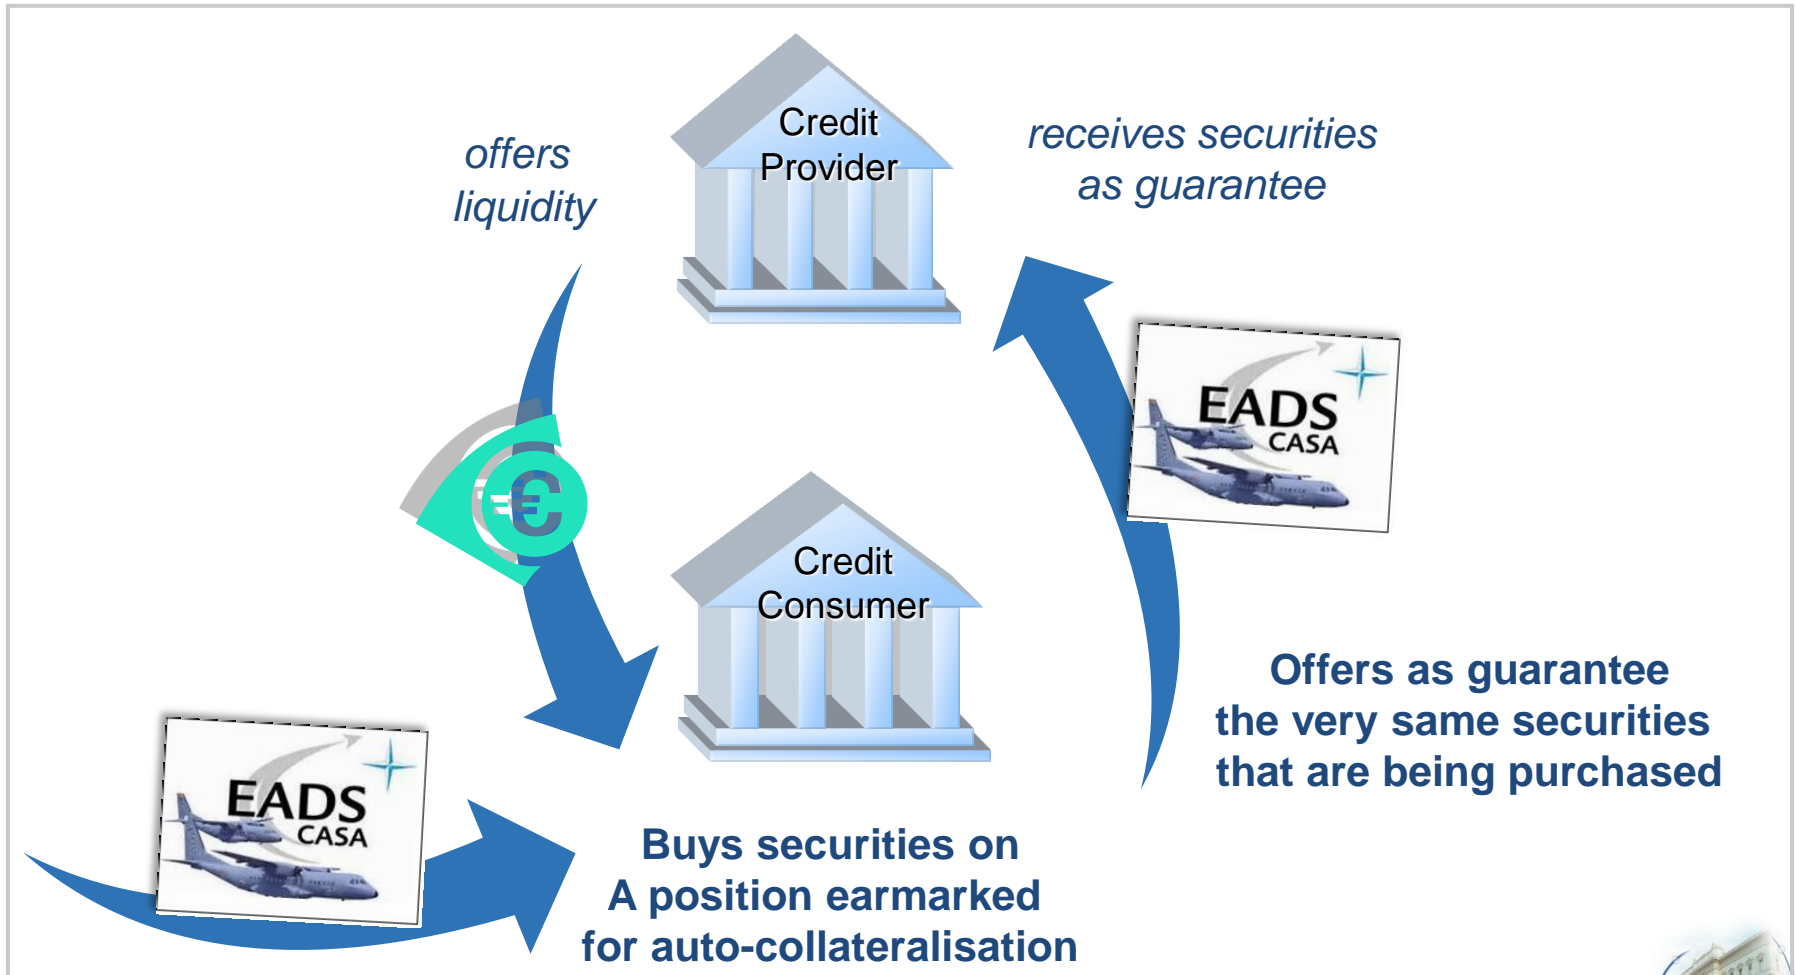 Credit
Provider
offers
liquidity
receives securities
as guarantee
EADS
CASA
€
Credit
Consumer
Offers as guarantee
the very same securities
that are being purchased
EADS
CASA
Buys securities on
A position earmarked
for auto-collateralisation